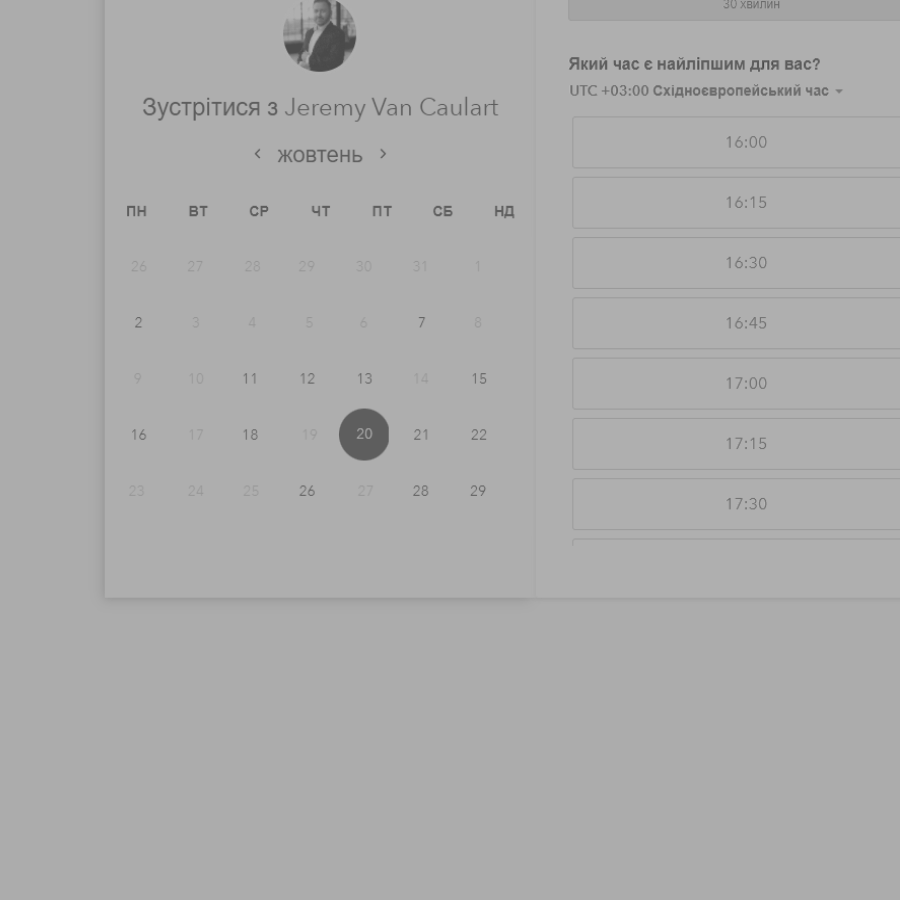 Зустрітися з Jeremy Van Caulart
жовтень
ПН ВТ СР ЧТ ПТ СБ НД
26 27 28 29 30 31 1
2 3 4 5 6 7 8
9 10 11 12 13 14 15
16 17 18 19 20 21 22
23 24 25 26 27 28 29
30 хвилин
Який час є найліпшим для вас?
UTC +03:00 Східноєвропейський час
16:00
16:15
16:30
16:45
17:00
17:15
17:30